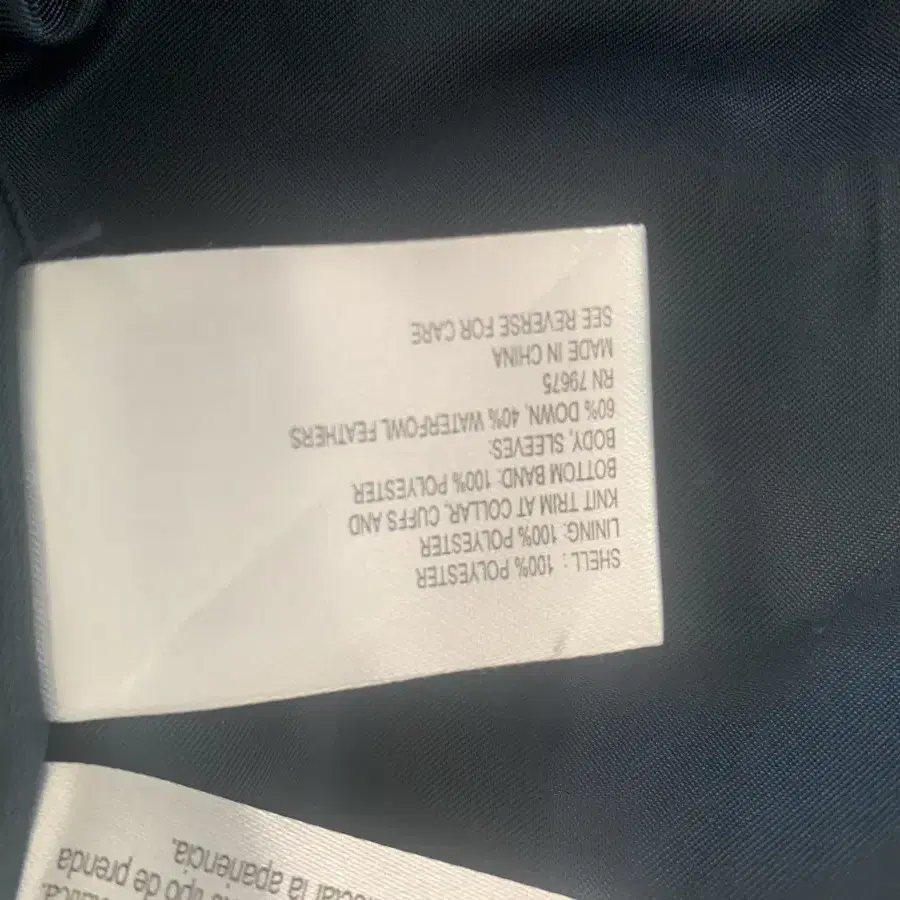 SHELL : 100% POLYESTER
LINING: 100% POLYESTER
KNIT TRIM AT COLLAR, CUFFS AND
BOTTOM BAND: 100% POLYESTER
BODY, SLEEVES:
60% DOWN, 40% WATERFOWL FEATHERS
RN 79675
MADE IN CHINA
SEE REVERSE FOR CARE
tipo de prenda
la apariencia.